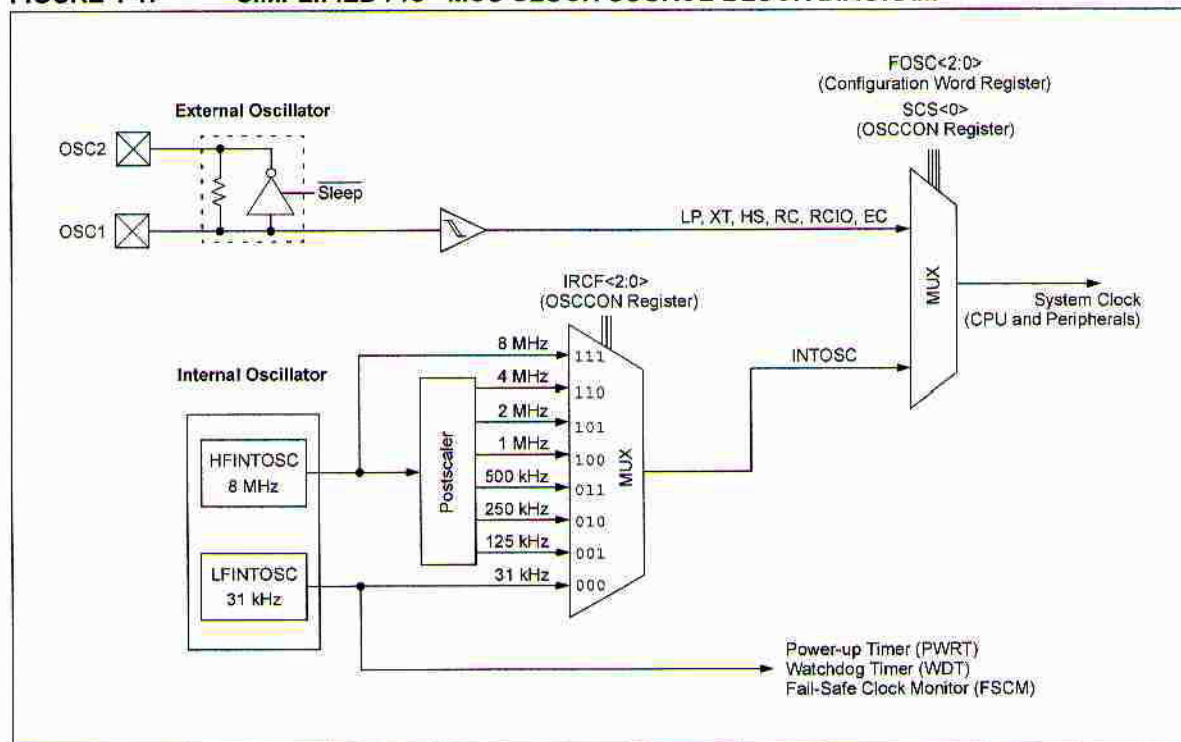 External Oscillator
OSC2
OSC1
Sleep
LP, XT, HS, RC, RCIO, EC
FOSC<2:0>
(Configuration Word Register)
SCS<0>
(OSCCON Register)
MUX
System Clock
(CPU and Peripherals)
IRCF<2:0>
(OSCCON Register)
INTOSC
Internal Oscillator
HFINTOSC
8 MHz
LFINTOSC
31 kHz
Postscaler
8 MHz
4 MHz
2 MHz
1 MHz
500 kHz
250 kHz
125 kHz
31 kHz
111
110
101
100
011
010
001
000
MUX
Power-up Timer (PWRT)
Watchdog Timer (WDT)
Fail-Safe Clock Monitor (FSCM)